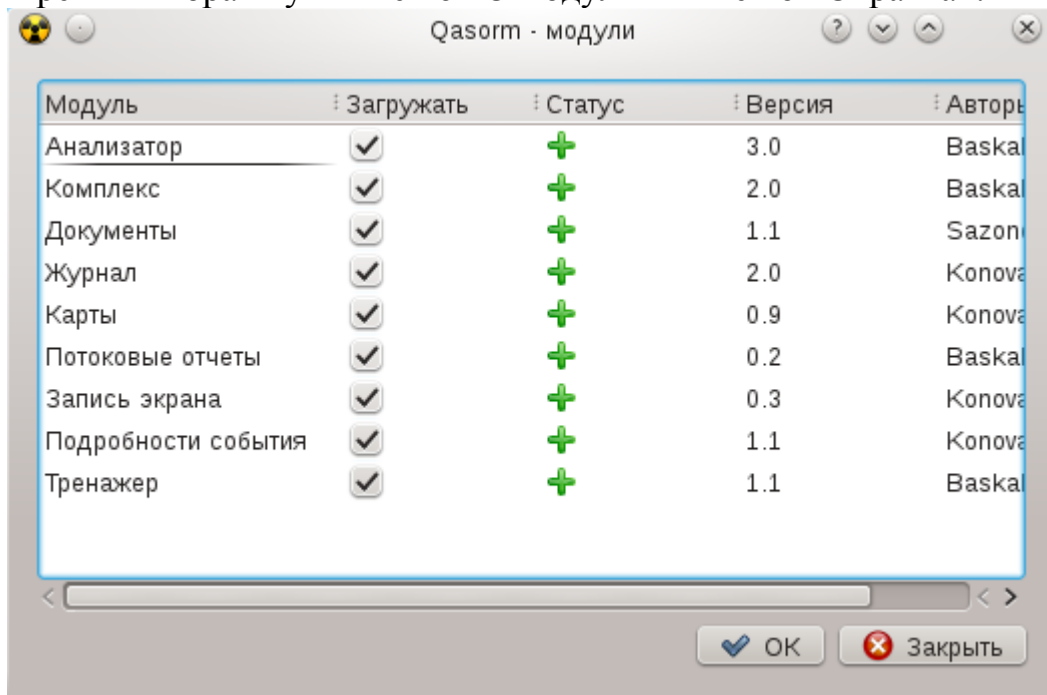 Qasorm - модули
Модуль Загружать Статус Версия
Анализатор 3.0
Комплекс 2.0
Документы 1.1
Журнал 2.0
Карты 0.9
Потоковые отчеты 0.2
Запись экрана 0.3
Подробности события 1.1
Тренажер 1.1
OK Закрыть